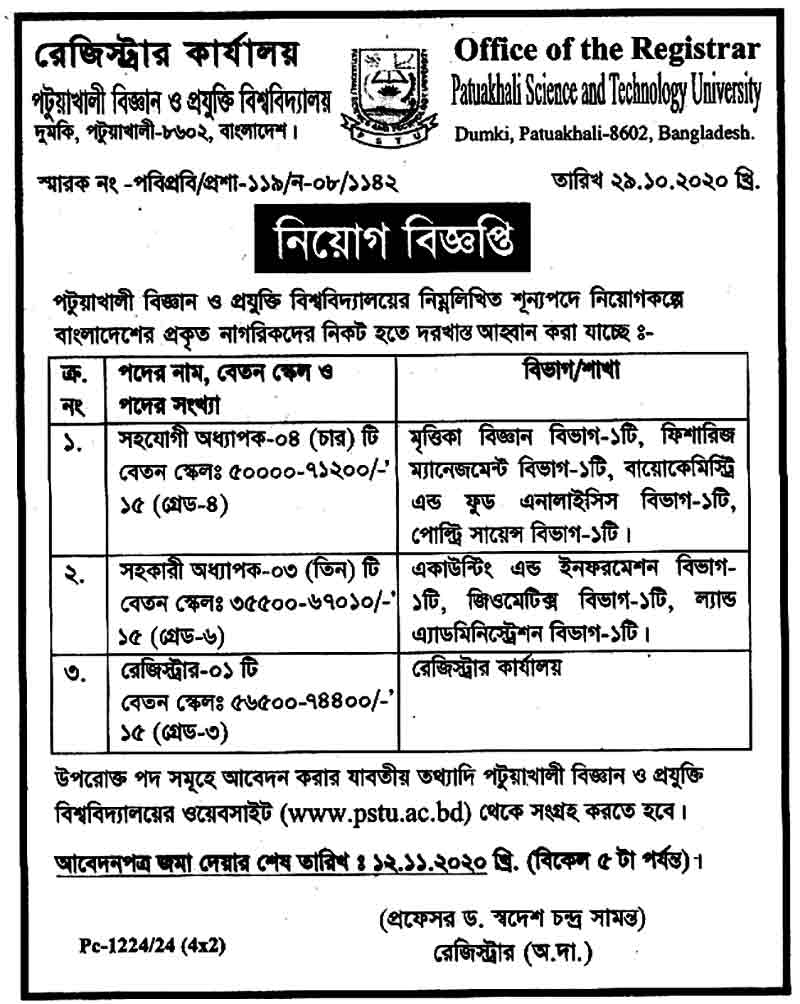 রেজিস্ট্রার কার্যালয়
পটুয়াখালী বিজ্ঞান ও প্রযুক্তি বিশ্ববিদ্যালয়
দুমকি, পটুয়াখালী-৮৬০২, বাংলাদেশ।
P S T U
Office of the Registrar
Patuakhali Science and Technology University
Dumki, Patuakhali-8602, Bangladesh.
স্মারক নং -পবিপ্রবি/প্রশা-১১৯/ন-০৮/১১৪২
তারিখ ২৯.১০.২০২০ খ্রি.
নিয়োগ বিজ্ঞপ্তি
পটুয়াখালী বিজ্ঞান ও প্রযুক্তি বিশ্ববিদ্যালয়ের নিম্নলিখিত শূন্যপদে নিয়োগকল্পে
বাংলাদেশের প্রকৃত নাগরিকদের নিকট হতে দরখাস্ত আহ্বান করা যাচ্ছে ঃ-
ক্র.
নং
পদের নাম, বেতন স্কেল ও
পদের সংখ্যা
বিভাগ/শাখা
১.
সহযোগী অধ্যাপক-০৪ (চার) টি
বেতন স্কেলঃ ৫০০০০-৭১২০০/-'
১৫ (গ্রেড-৪)
মৃত্তিকা বিজ্ঞান বিভাগ-১টি, ফিশারিজ
ম্যানেজমেন্ট বিভাগ-১টি, বায়োকেমিস্ট্রি
এন্ড ফুড এনালাইসিস বিভাগ-১টি,
পোল্ট্রি সায়েন্স বিভাগ-১টি।
২.
সহকারী অধ্যাপক-০৩ (তিন) টি
বেতন স্কেলঃ ৩৫৫০০-৬৭০১০/-'
১৫ (গ্রেড-৬)
একাউন্টিং এন্ড ইনফরমেশন বিভাগ-
১টি, জিওমেটিক্স বিভাগ-১টি, ল্যান্ড
এ্যাডমিনিস্ট্রেশন বিভাগ-১টি।
৩.
রেজিস্ট্রার-০১ টি
বেতন স্কেলঃ ৫৬৫০০-৭৪৪০০/-'
১৫ (গ্রেড-৩)
রেজিস্ট্রার কার্যালয়
উপরোক্ত পদ সমূহে আবেদন করার যাবতীয় তথ্যাদি পটুয়াখালী বিজ্ঞান ও প্রযুক্তি
বিশ্ববিদ্যালয়ের ওয়েবসাইট (www.pstu.ac.bd) থেকে সংগ্রহ করতে হবে।
আবেদনপত্র জমা দেয়ার শেষ তারিখ ঃ ১২.১১.২০২০ খ্রি. (বিকেল ৫ টা পর্যন্ত)।
(প্রফেসর ড. স্বদেশ চন্দ্র সামন্ত)
রেজিস্ট্রার (অ.দা.)
Pc-1224/24 (4x2)